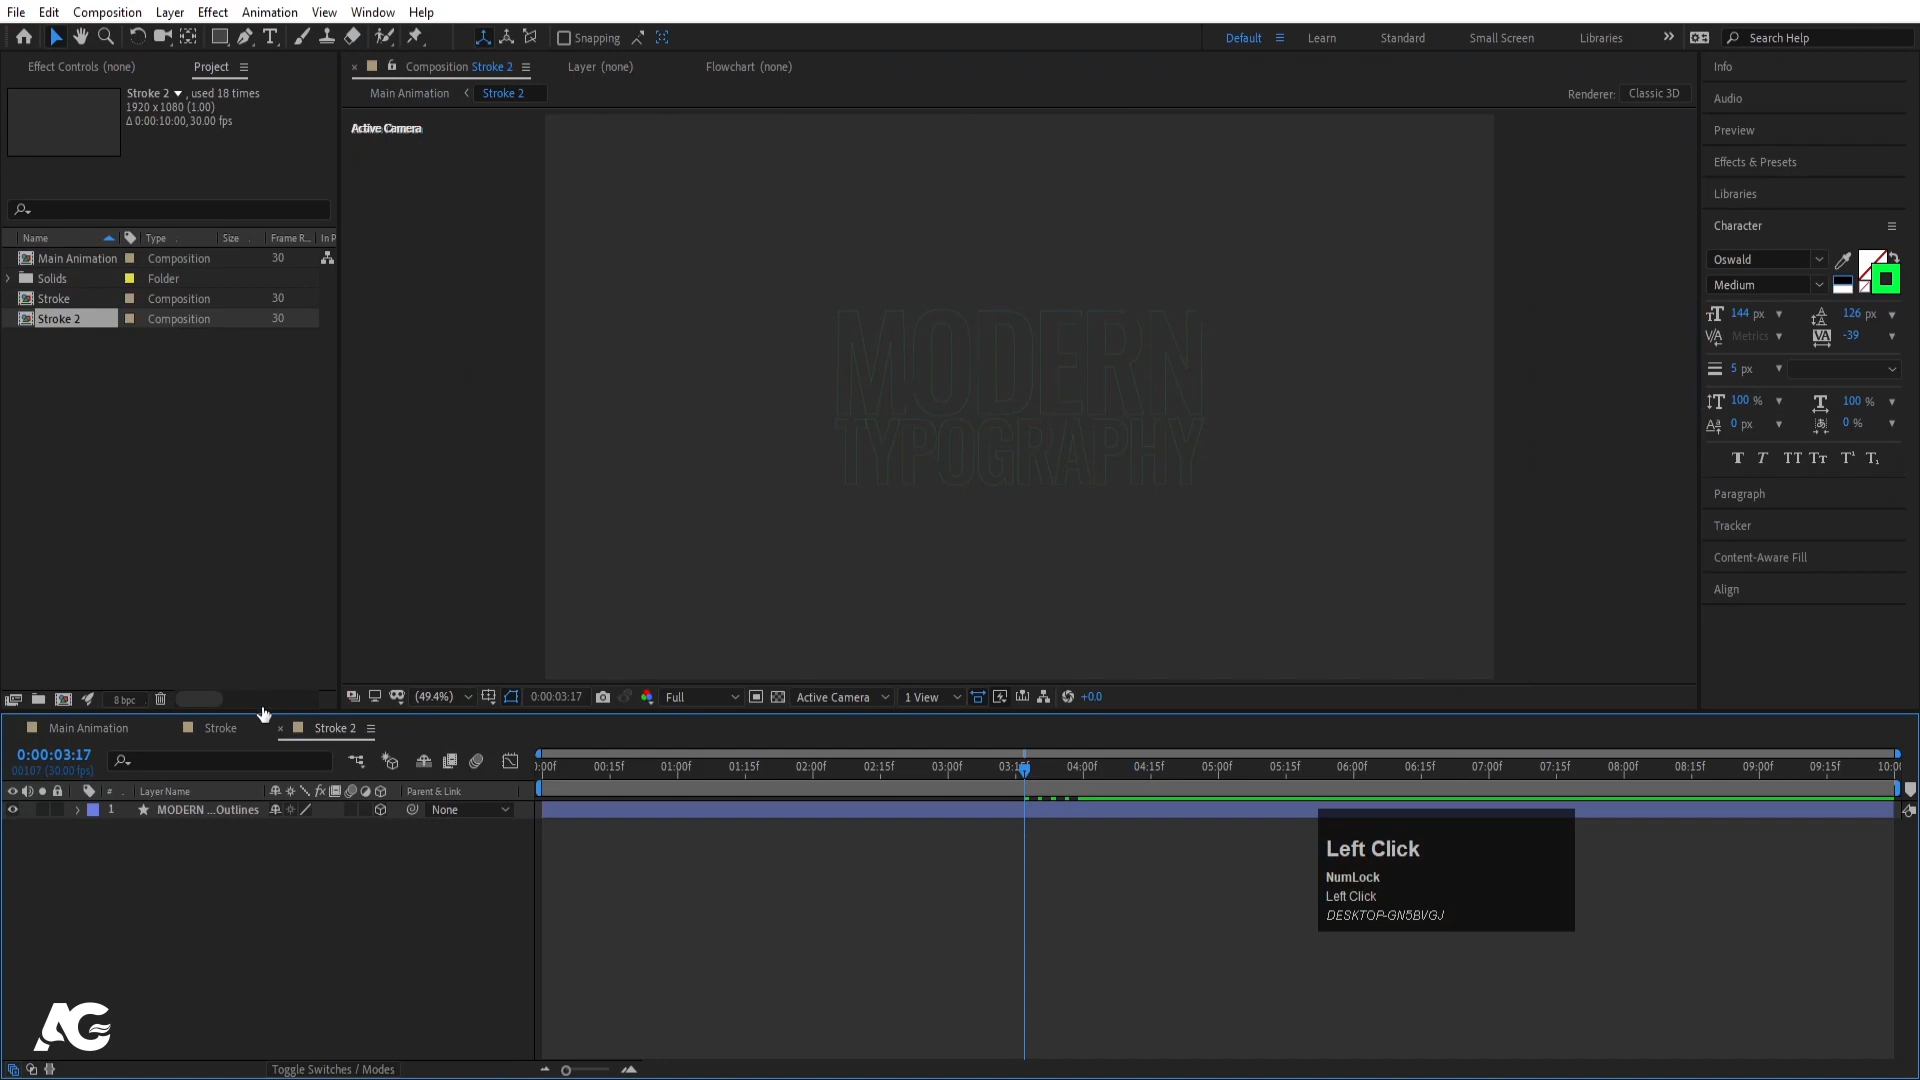 File Edit Composition Layer Effect Animation View Window Help
Snapping
Default Learn Standard Small Screen Libraries Search Help
Effect Controls (none) Project
Stroke 2 , used 18 times
1920 x 1080 (1.00)
Δ 0:00:10:00, 30.00 fps
Name Type Size Frame R... In P
Main Animation Composition 30
Solids Folder
Stroke Composition 30
Stroke 2 Composition 30
8 bpc
Composition Stroke 2 Layer (none) Flowchart (none)
Main Animation Stroke 2 Renderer: Classic 3D
Active Camera
MODERN
TYPOGRAPHY
(49.4%) 0:00:03:17 Full Active Camera 1 View +0.0
Info
Audio
Preview
Effects & Presets
Libraries
Character
Oswald
Medium
144 px 126 px
Metrics -39
5 px
100 % 100 %
0 px 0 %
Paragraph
Tracker
Content-Aware Fill
Align
Main Animation Stroke Stroke 2
0:00:03:17
00107 (30.00 fps)
:00f 00:15f 01:00f 01:15f 02:00f 02:15f 03:00f 03:15f 04:00f 04:15f 05:00f 05:15f 06:00f 06:15f 07:00f 07:15f 08:00f 08:15f 09:00f 09:15f 10:0
# Layer Name Parent & Link
1 MODERN ...Outlines None
Left Click
NumLock
Left Click
DESKTOP-GN5BVGJ
AG
Toggle Switches / Modes